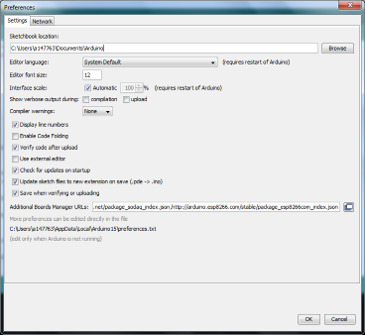 Preferences
Settings Network
Sketchbook location:
C:\Users\a147763\Documents\Arduino Browse
Editor language: System Default (requires restart of Arduino)
Editor font size: 12
Interface scale: Automatic 100 % (requires restart of Arduino)
Show verbose output during: compilation upload
Compiler warnings: None
Display line numbers
Enable Code Folding
Verify code after upload
Use external editor
Check for updates on startup
Update sketch files to new extension on save (.pde -> .ino)
Save when verifying or uploading
Additional Boards Manager URLs: .net/package_sodaq_index.json,http://arduino.esp8266.com/stable/package_esp8266com_index.json
More preferences can be edited directly in the file
C:\Users\a147763\AppData\Local\Arduino15\preferences.txt
(edit only when Arduino is not running)
OK Cancel